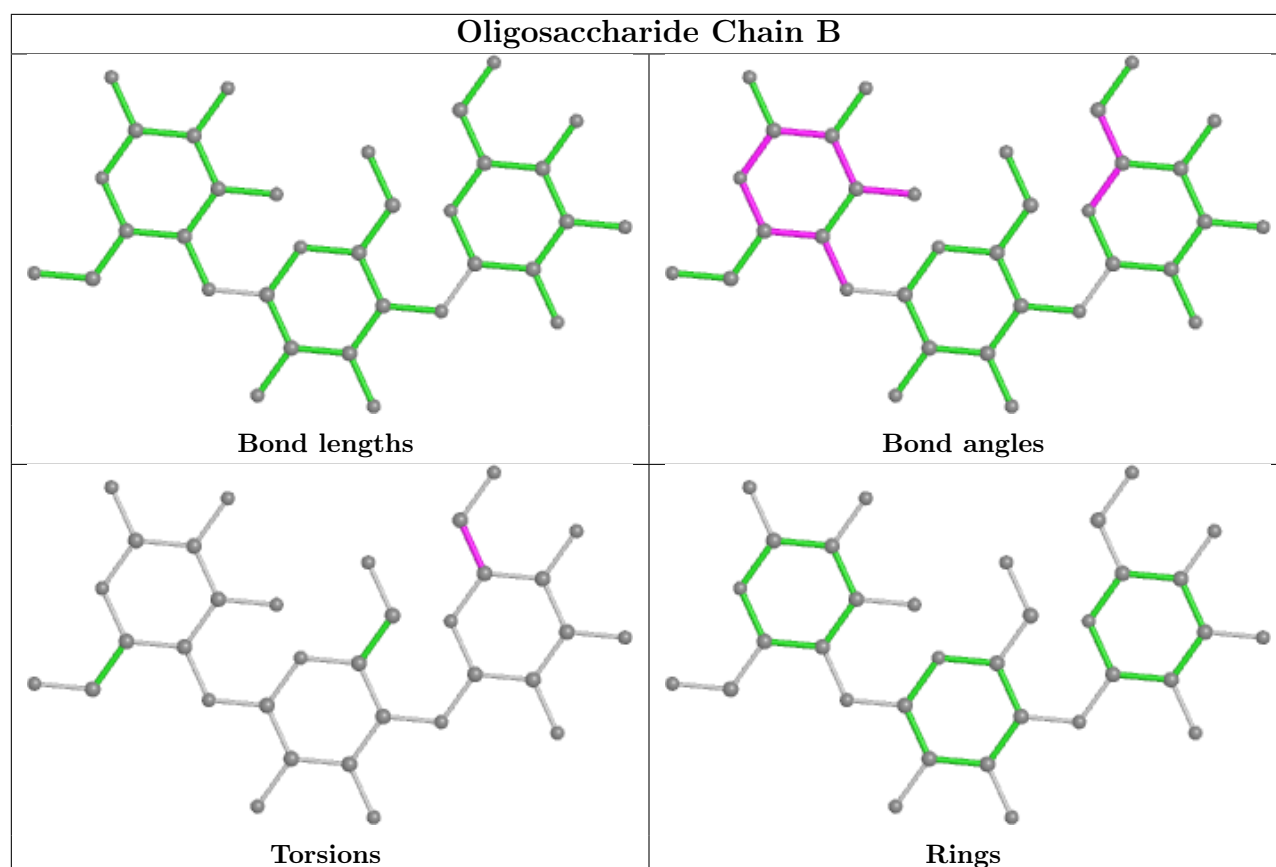 Oligosaccharide Chain B
Bond lengths
Bond angles
Torsions
Rings